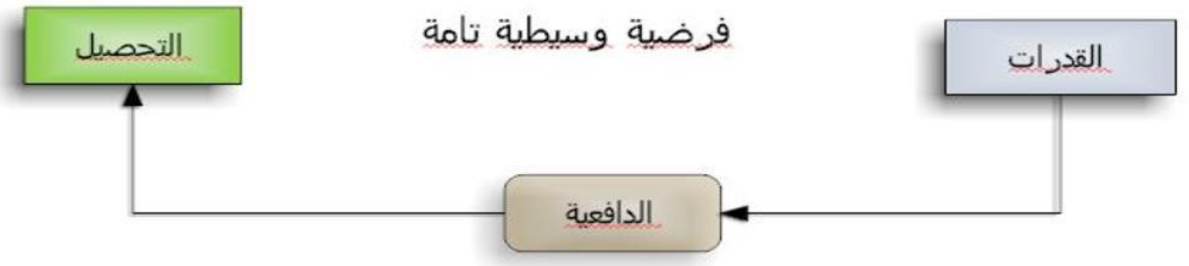 فرضية وسيطية تامة
القدرات
التحصيل
الدافعية